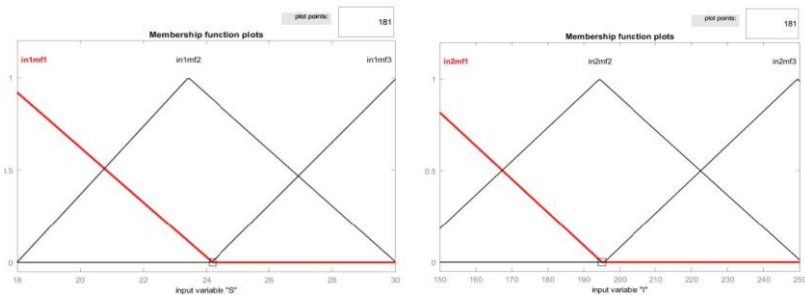 plot points: 181
Membership function plots
in1mf1 in1mf2 in1mf3
1
0.5
0
18 20 22 24 26 28 30
input variable "S"
plot points: 181
Membership function plots
in2mf1 in2mf2 in2mf3
1
0.5
0
150 160 170 180 190 200 210 220 230 240 250
input variable "I"